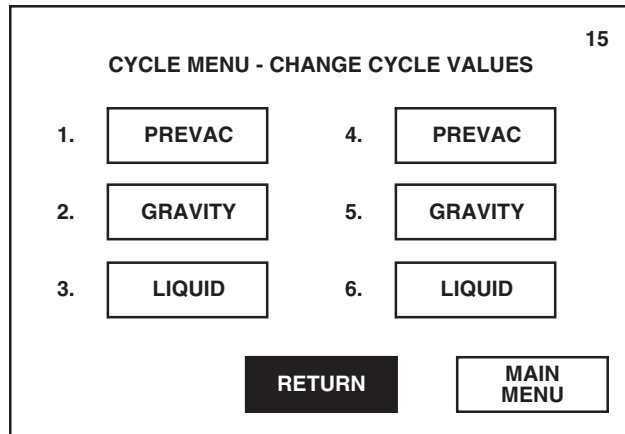 15
CYCLE MENU - CHANGE CYCLE VALUES
1. PREVAC 4. PREVAC
2. GRAVITY 5. GRAVITY
3. LIQUID 6. LIQUID
RETURN
MAIN
MENU